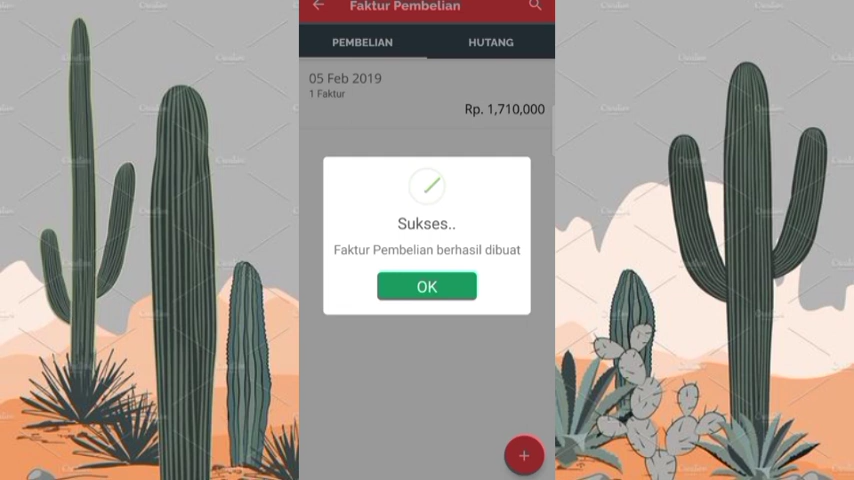 Faktur Pembelian
PEMBELIAN
HUTANG
05 Feb 2019
1 Faktur
Rp. 1,710,000
Sukses..
Faktur Pembelian berhasil dibuat
OK